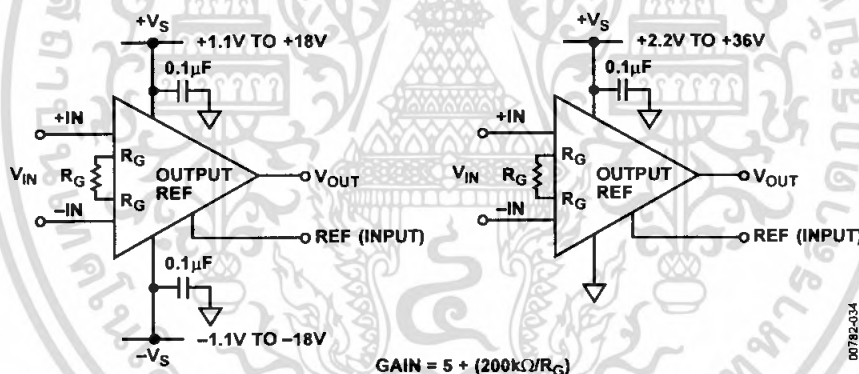 +VS
+1.1V TO +18V
0.1µF
+IN
RG
VIN
RG
OUTPUT
REF
RG
VOUT
–IN
REF (INPUT)
0.1µF
–1.1V TO –18V
–VS
+VS
+2.2V TO +36V
0.1µF
+IN
RG
VIN
RG
OUTPUT
REF
RG
VOUT
–IN
REF (INPUT)
GAIN = 5 + (200kΩ/RG)
00782-034